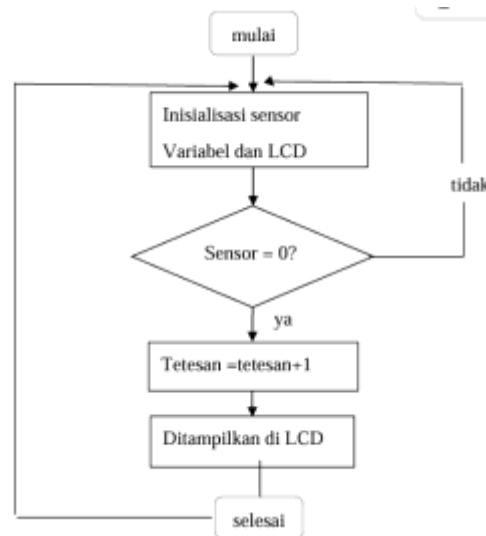 mulai
Inisialisasi sensor
Variabel dan LCD
tidak
Sensor = 0?
ya
Tetesan =tetesan+1
Ditampilkan di LCD
selesai